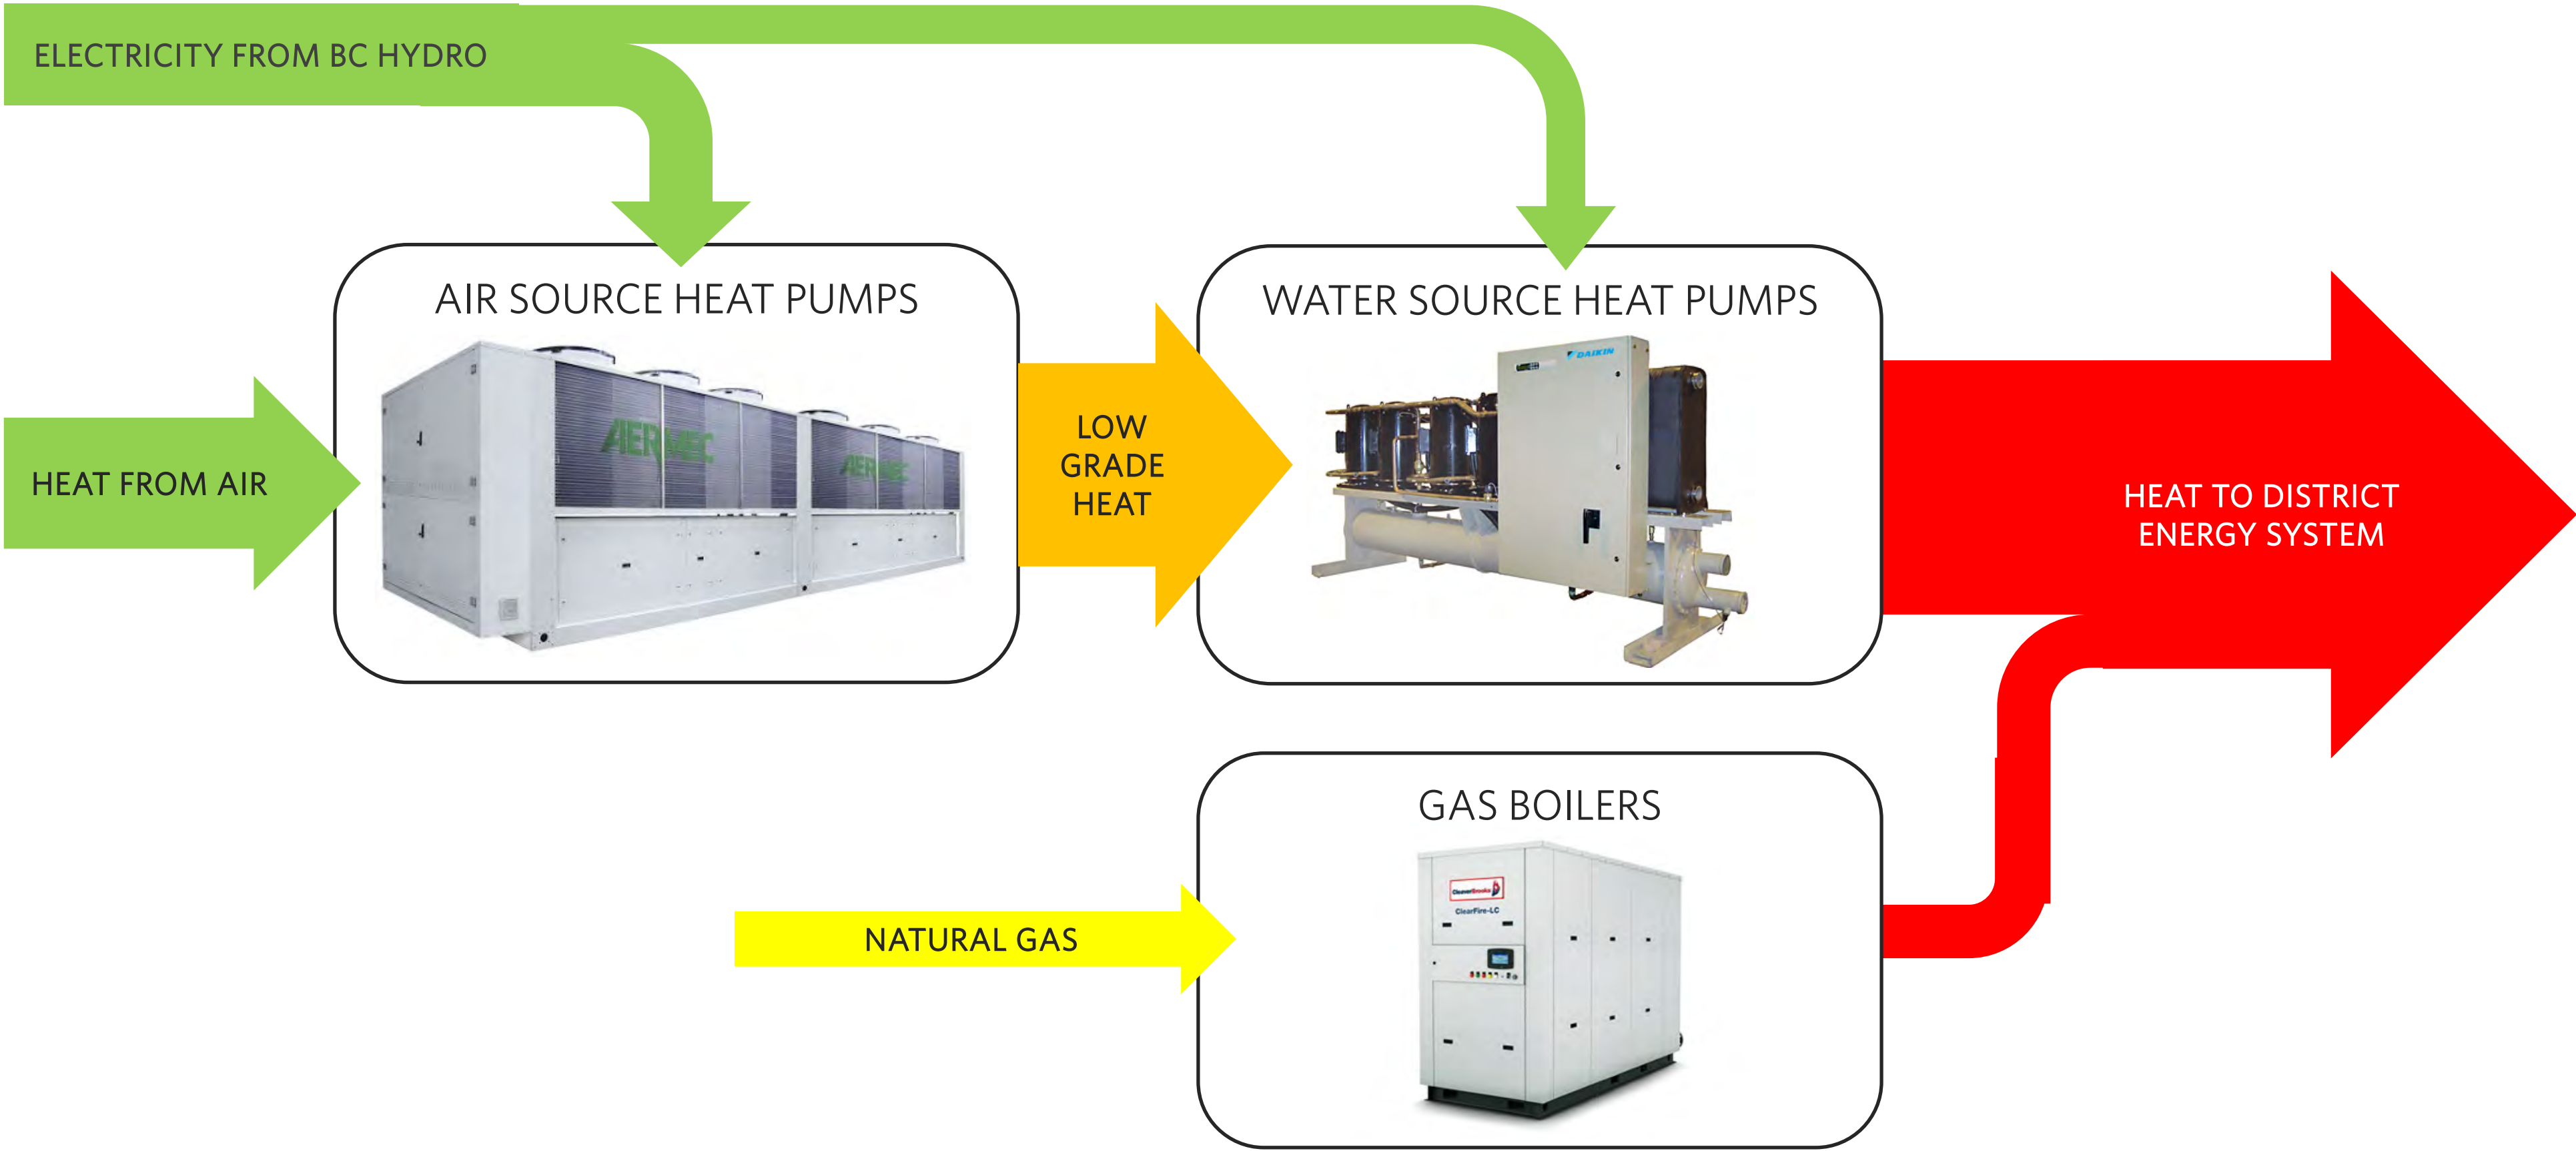 ELECTRICITY FROM BC HYDRO
AIR SOURCE HEAT PUMPS
WATER SOURCE HEAT PUMPS
DAIKIN
AERMEC
AERMEC
HEAT FROM AIR
LOW
GRADE
HEAT
HEAT TO DISTRICT
ENERGY SYSTEM
GAS BOILERS
CleaverBrooks
ClearFire-LC
NATURAL GAS